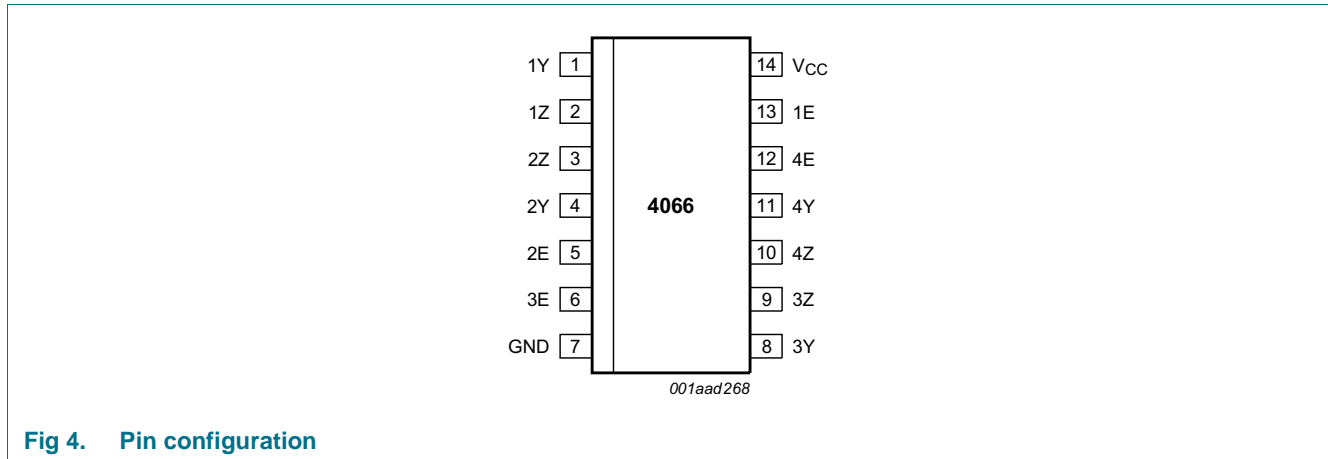 1Y 1 14 VCC
1Z 2 13 1E
2Z 3 12 4E
2Y 4 4066 11 4Y
2E 5 10 4Z
3E 6 9 3Z
GND 7 8 3Y
001aad268
Fig 4. Pin configuration